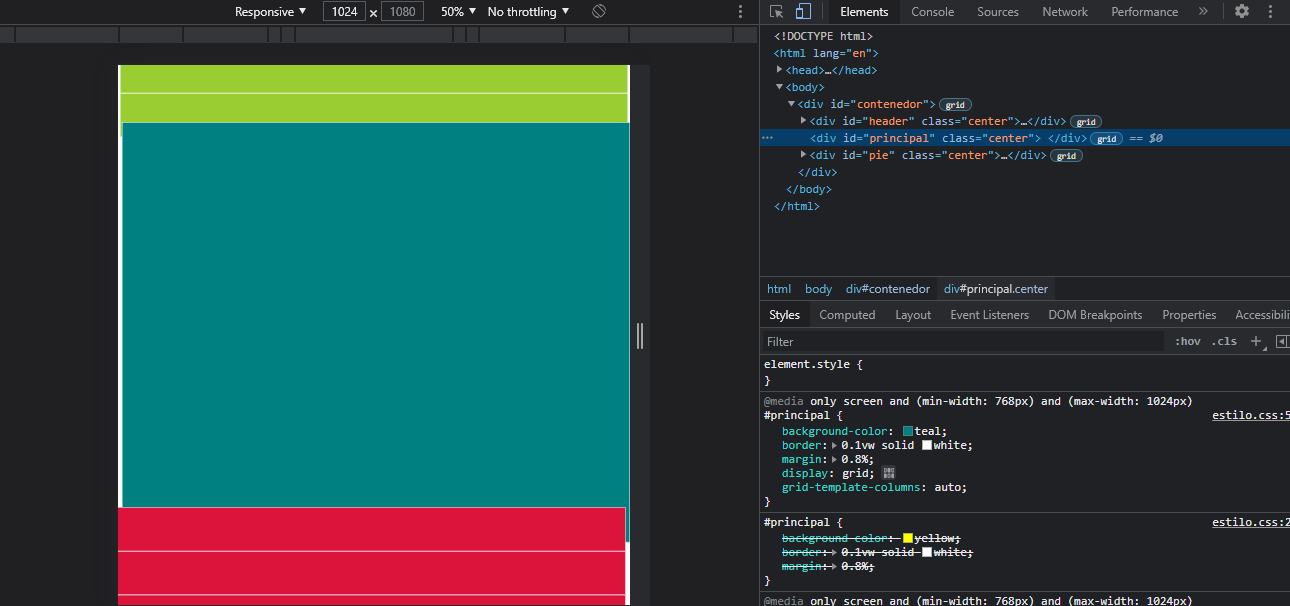 Responsive ▼ 1024 × 1080 50% ▼ No throttling ▼
Elements Console Sources Network Performance »
<!DOCTYPE html>
<html lang="en">
▶<head>…</head>
▼<body>
▼<div id="contenedor"> grid
▶<div id="header" class="center">…</div> grid
… <div id="principal" class="center"> </div> grid == $0
▶<div id="pie" class="center">…</div> grid
</div>
</body>
</html>
html body div#contenedor div#principal.center
Styles Computed Layout Event Listeners DOM Breakpoints Properties Accessibili
Filter :hov .cls +
element.style {
}
@media only screen and (min-width: 768px) and (max-width: 1024px)
#principal { estilo.css:5
background-color: teal;
border: ▶ 0.1vw solid white;
margin: ▶ 0.8%;
display: grid;
grid-template-columns: auto;
}
#principal { estilo.css:2
background-color: yellow;
border: ▶ 0.1vw solid white;
margin: ▶ 0.8%;
}
@media only screen and (min-width: 768px) and (max-width: 1024px)